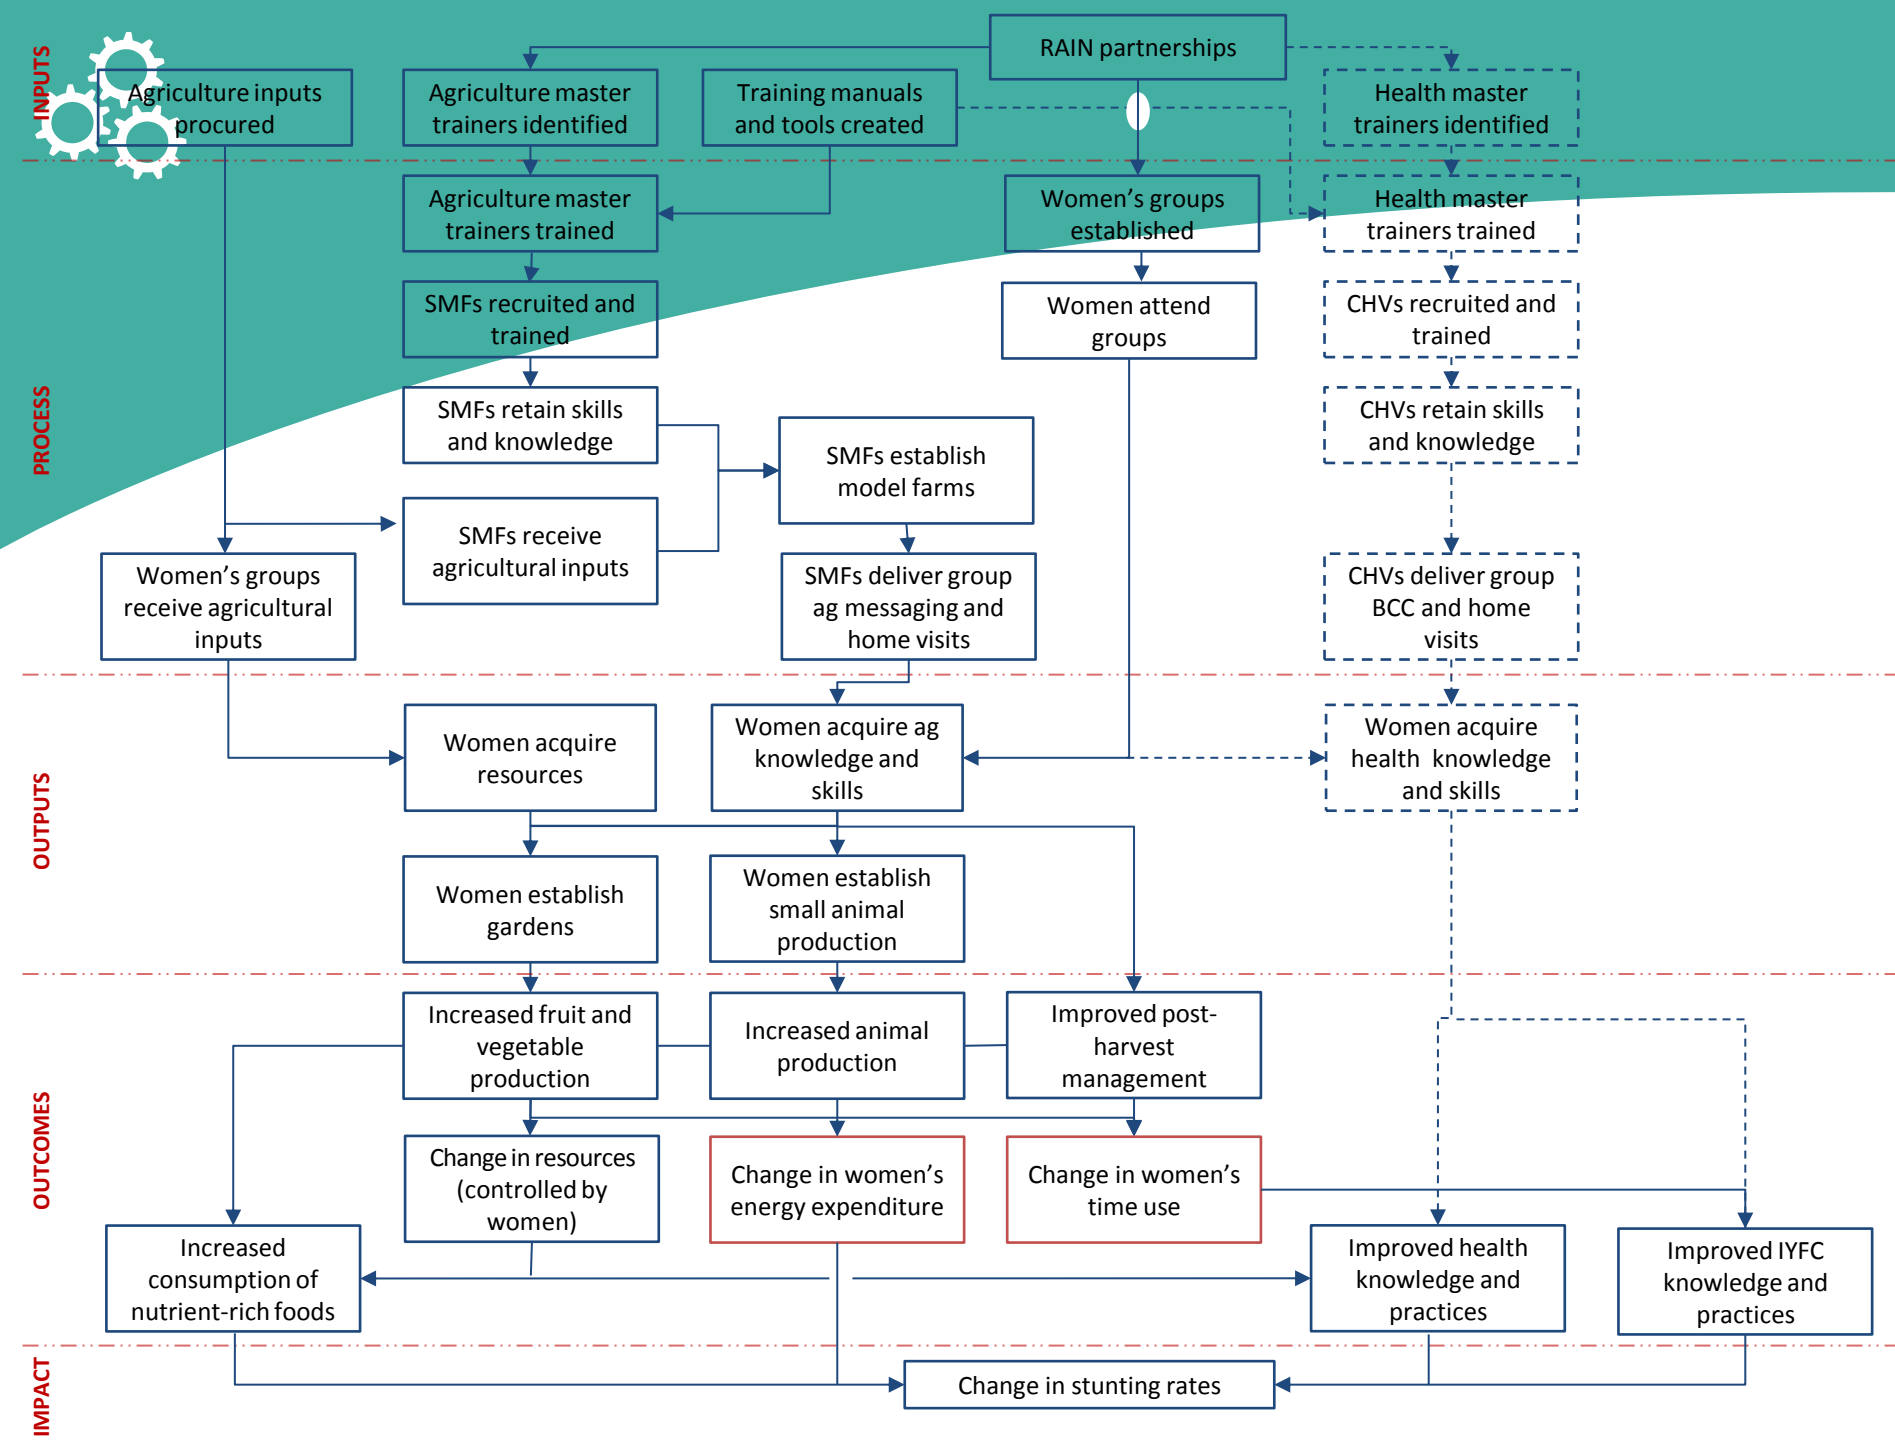 INPUTS
RAIN partnerships
Agriculture inputs
procured
Agriculture master
trainers identified
Training manuals
and tools created
Health master
trainers identified
PROCESS
Agriculture master
trainers trained
Women's groups
established
Health master
trainers trained
SMFs recruited and
trained
Women attend
groups
CHVs recruited and
trained
SMFs retain skills
and knowledge
SMFs establish
model farms
CHVs retain skills
and knowledge
SMFs receive
agricultural inputs
Women's groups
receive agricultural
inputs
SMFs deliver group
ag messaging and
home visits
CHVs deliver group
BCC and home
visits
OUTPUTS
Women acquire
resources
Women acquire ag
knowledge and
skills
Women acquire
health knowledge
and skills
Women establish
gardens
Women establish
small animal
production
OUTCOMES
Increased fruit and
vegetable
production
Increased animal
production
Improved post-
harvest
management
Change in resources
(controlled by
women)
Change in women's
energy expenditure
Change in women's
time use
Increased
consumption of
nutrient-rich foods
Improved health
knowledge and
practices
Improved IYFC
knowledge and
practices
IMPACT
Change in stunting rates